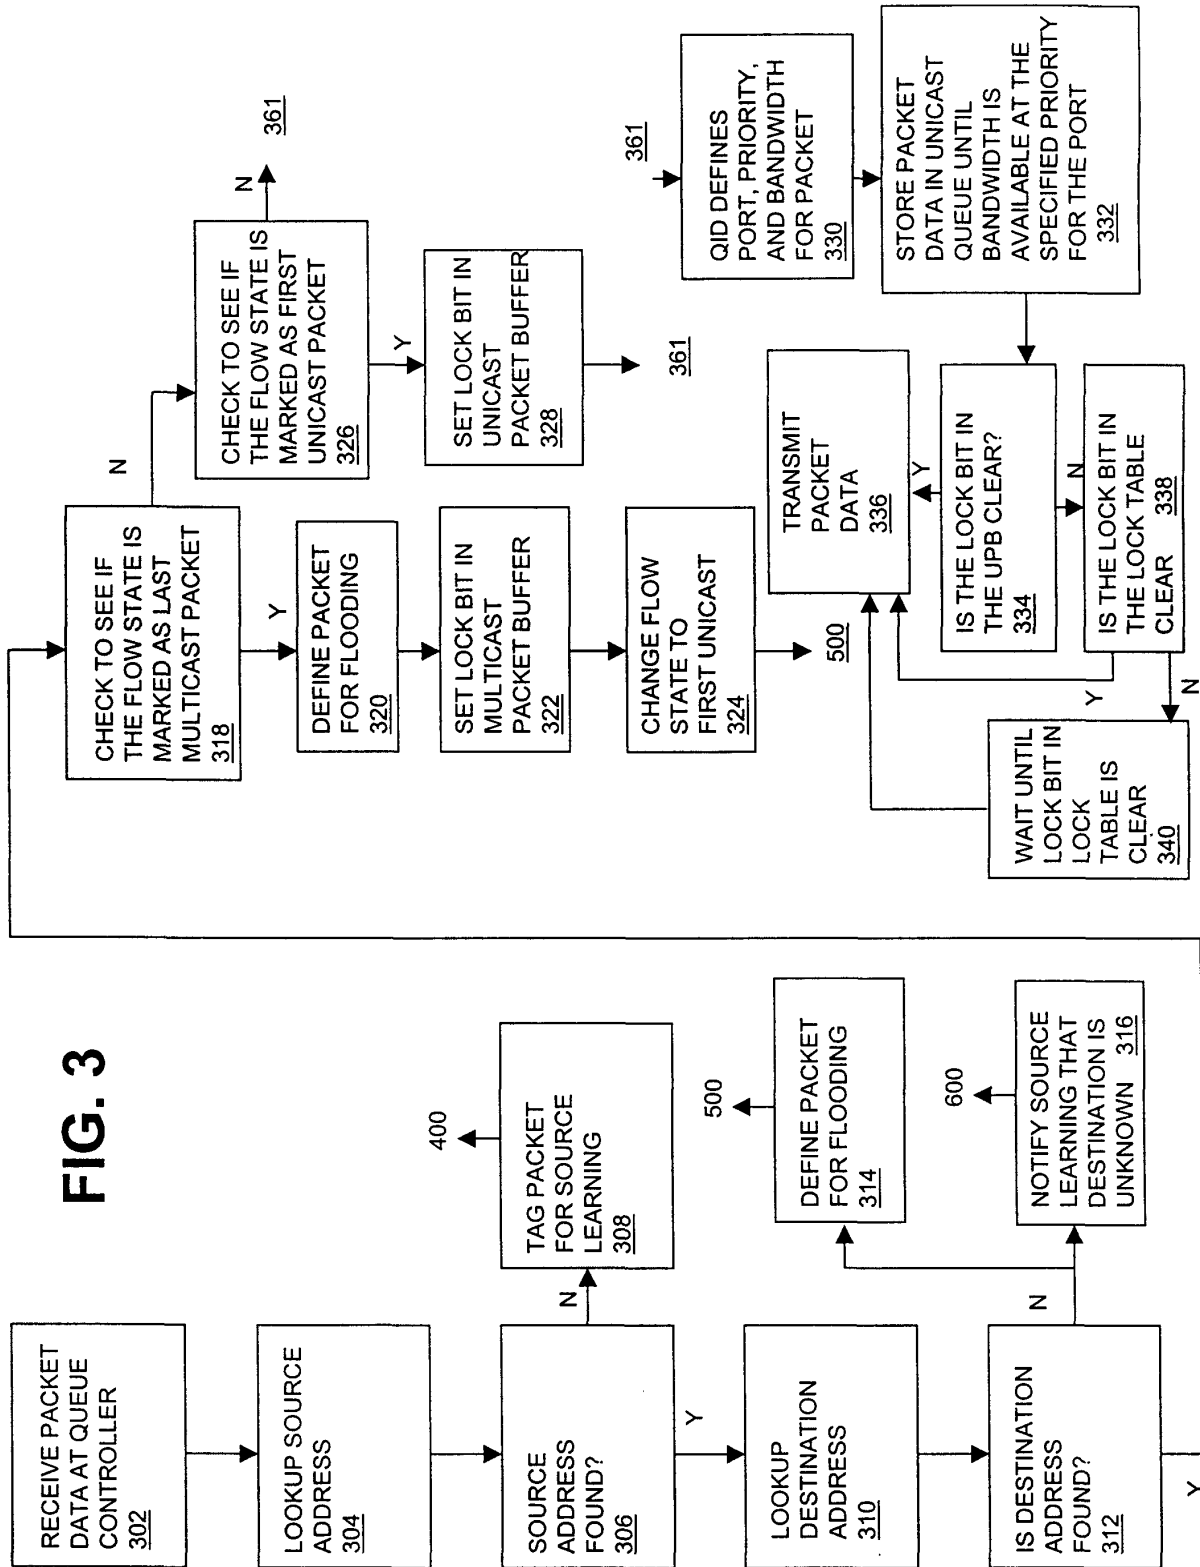 FIG. 3
RECEIVE PACKET
DATA AT QUEUE
CONTROLLER
302
LOOKUP SOURCE
ADDRESS
304
SOURCE
ADDRESS
FOUND?
306
N
TAG PACKET
FOR SOURCE
LEARNING
308
400
Y
LOOKUP
DESTINATION
ADDRESS
310
IS DESTINATION
ADDRESS
FOUND?
312
N
DEFINE PACKET
FOR FLOODING
314
500
NOTIFY SOURCE
LEARNING THAT
DESTINATION IS
UNKNOWN 316
600
Y
CHECK TO SEE IF
THE FLOW STATE IS
MARKED AS LAST
MULTICAST PACKET
318
N
Y
DEFINE PACKET
FOR FLOODING
320
SET LOCK BIT IN
MULTICAST
PACKET BUFFER
322
CHANGE FLOW
STATE TO
FIRST UNICAST
324
500
CHECK TO SEE IF
THE FLOW STATE IS
MARKED AS FIRST
UNICAST PACKET
326
N
361
Y
SET LOCK BIT IN
UNICAST
PACKET BUFFER
328
361
361
QID DEFINES
PORT, PRIORITY,
AND BANDWIDTH
FOR PACKET
330
STORE PACKET
DATA IN UNICAST
QUEUE UNTIL
BANDWIDTH IS
AVAILABLE AT THE
SPECIFIED PRIORITY
FOR THE PORT
332
IS THE LOCK BIT IN
THE UPB CLEAR?
334
Y
TRANSMIT
PACKET
DATA
336
N
IS THE LOCK BIT IN
THE LOCK TABLE
CLEAR 338
Y
N
WAIT UNTIL
LOCK BIT IN
LOCK
TABLE IS
CLEAR
340